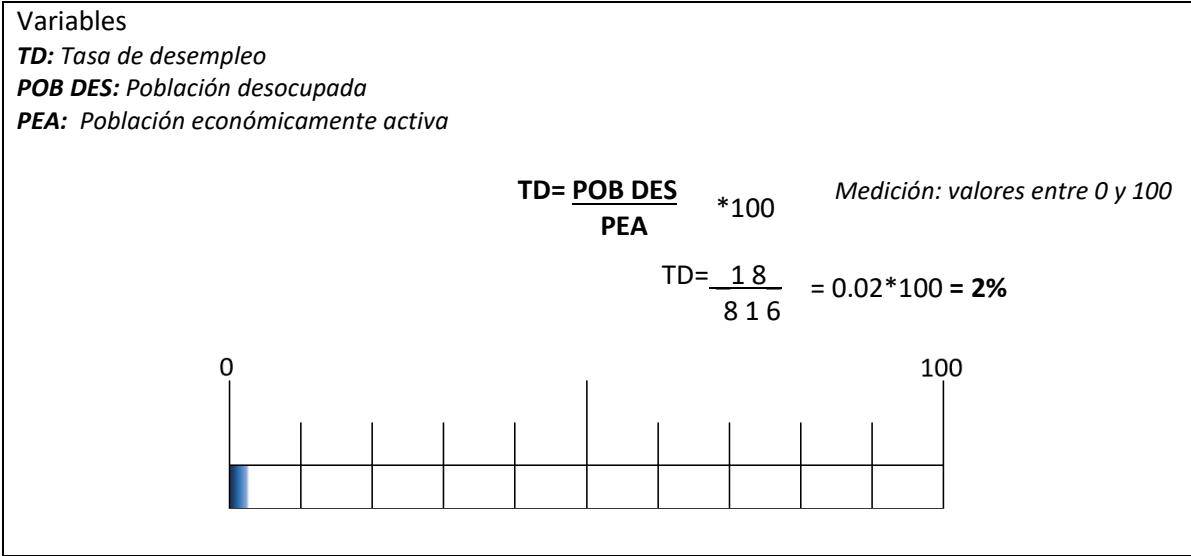 Variables
TD: Tasa de desempleo
POB DES: Población desocupada
PEA: Población económicamente activa
TD= POB DES *100 Medición: valores entre 0 y 100
PEA
TD= 1 8 = 0.02*100 = 2%
8 1 6
0 100